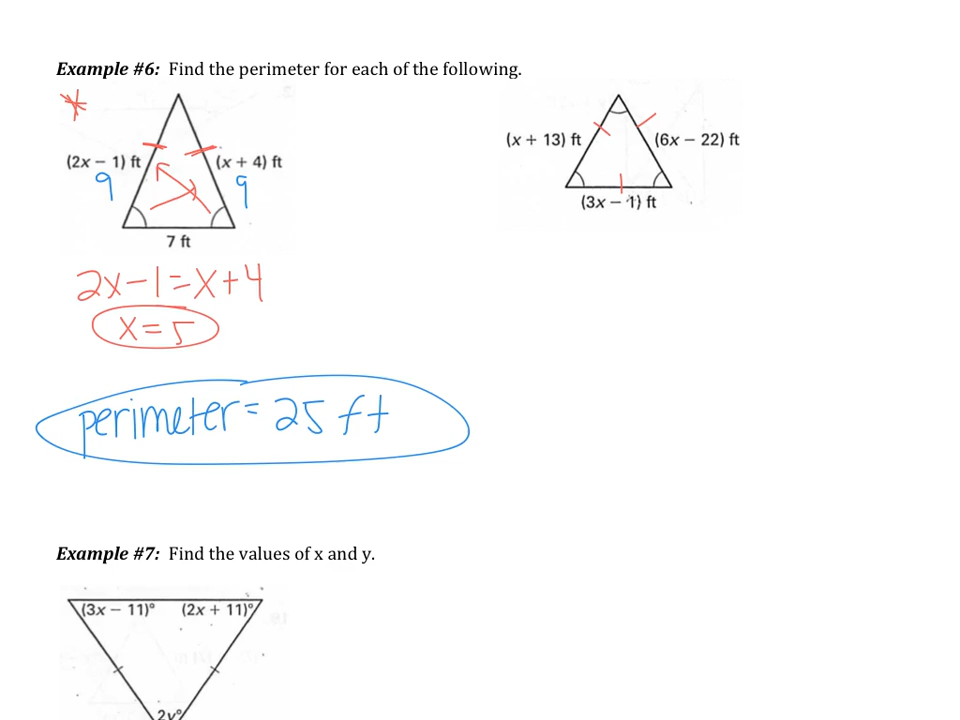 Example #6: Find the perimeter for each of the following.
(2x – 1) ft
(x + 4) ft
9
9
7 ft
(x + 13) ft
(6x – 22) ft
(3x – 1) ft
2x-1=x+4
x=5
perimeter=25 ft
Example #7: Find the values of x and y.
(3x – 11)° (2x + 11)°
2y°